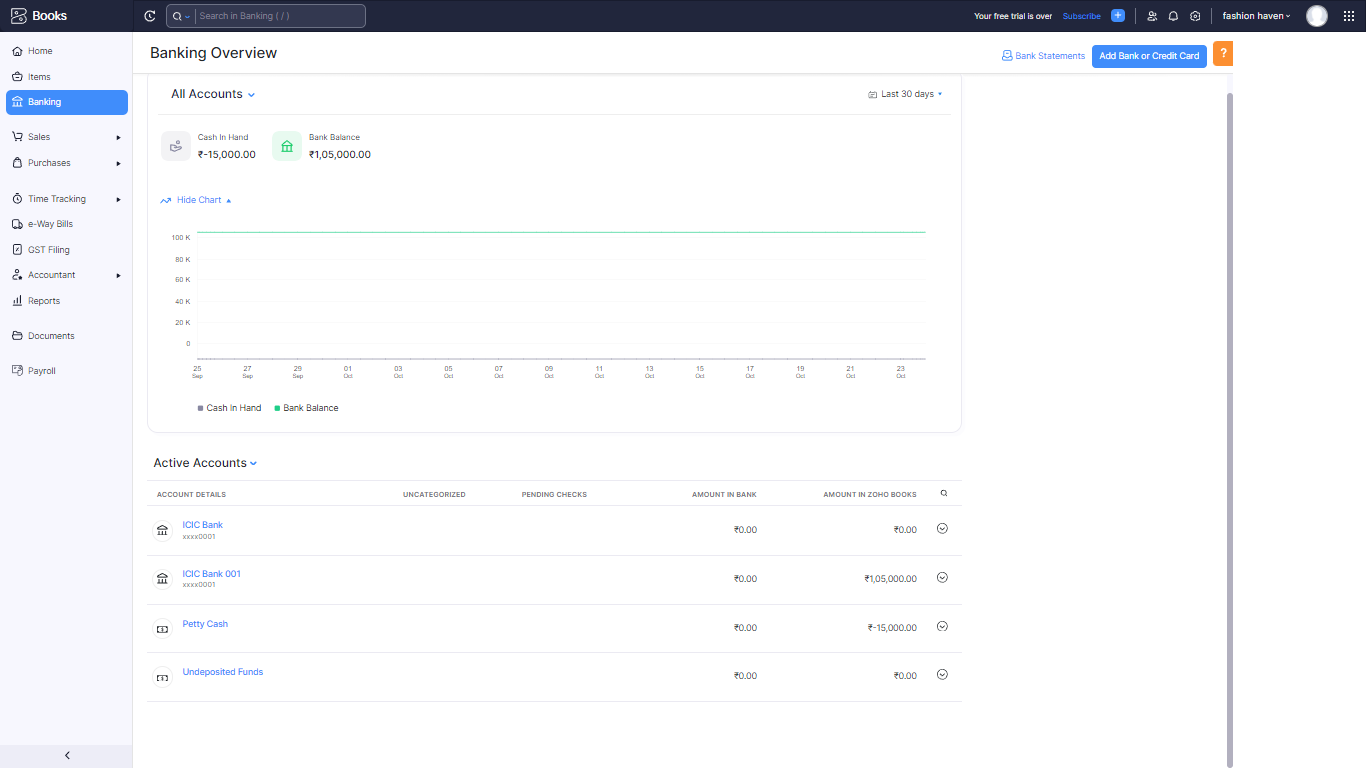 Books
Search in Banking ( / )
Your free trial is over Subscribe
fashion haven
Home
Items
Banking
Sales
Purchases
Time Tracking
e-Way Bills
GST Filing
Accountant
Reports
Documents
Payroll
Banking Overview
Bank Statements
Add Bank or Credit Card
?
All Accounts
Last 30 days
Cash In Hand
₹-15,000.00
Bank Balance
₹1,05,000.00
Hide Chart
100 K
80 K
60 K
40 K
20 K
0
25 27 29 01 03 05 07 09 11 13 15 17 19 21 23
Sep Sep Sep Oct Oct Oct Oct Oct Oct Oct Oct Oct Oct Oct Oct
Cash In Hand Bank Balance
Active Accounts
ACCOUNT DETAILS UNCATEGORIZED PENDING CHECKS AMOUNT IN BANK AMOUNT IN ZOHO BOOKS
ICIC Bank ₹0.00 ₹0.00
xxxx0001
ICIC Bank 001 ₹0.00 ₹1,05,000.00
xxxx0001
Petty Cash ₹0.00 ₹-15,000.00
Undeposited Funds ₹0.00 ₹0.00